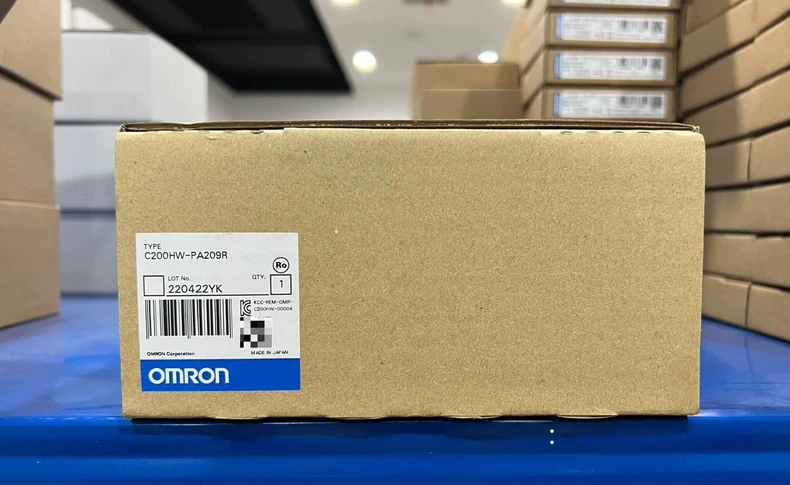 TYPE
C200HW-PA209R
Ro
LOT No.
QTY.
220422YK
1
KCC-REM-OMR-
C200HW-00004
OMRON Corporation
MADE IN JAPAN
OMRON